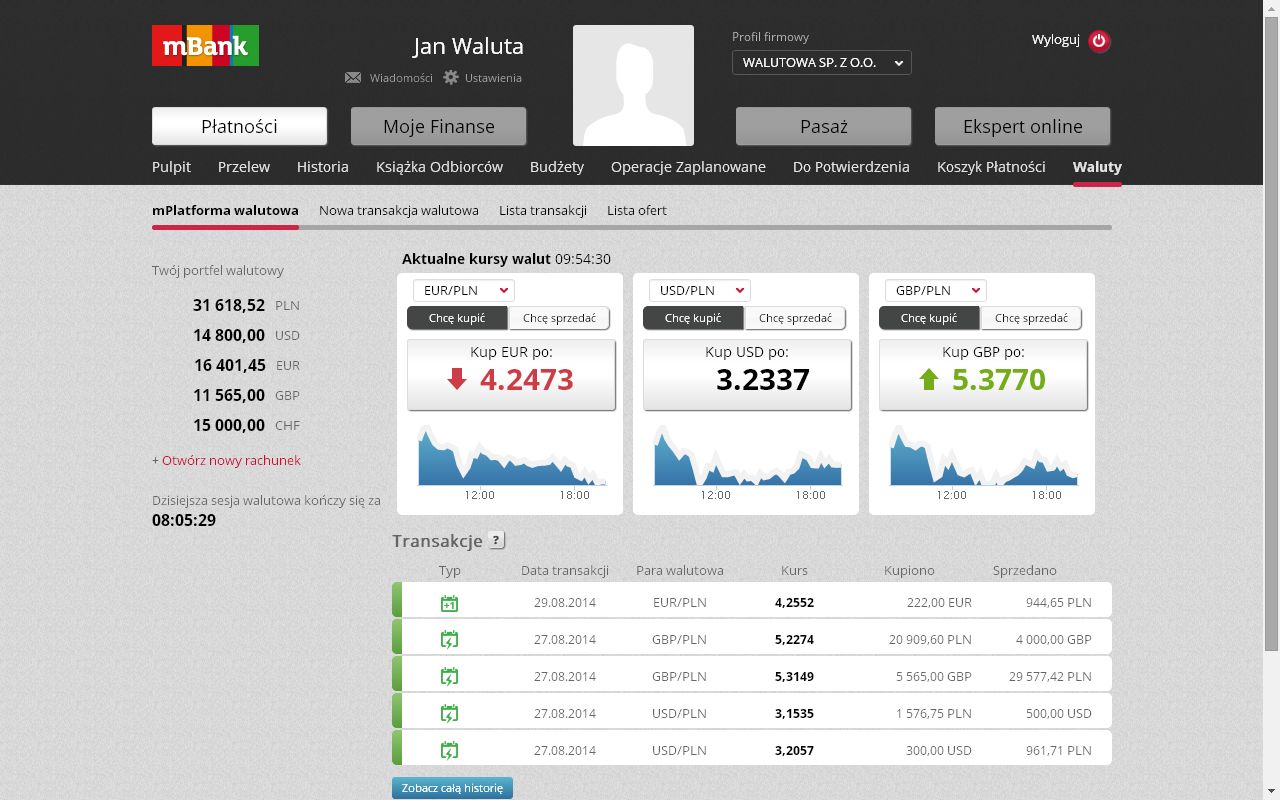 mBank
Jan Waluta
Wiadomości Ustawienia
Profil firmowy
WALUTOWA SP. Z O.O.
Wyloguj
Płatności Moje Finanse Pasaż Ekspert online
Pulpit Przelew Historia Książka Odbiorców Budżety Operacje Zaplanowane Do Potwierdzenia Koszyk Płatności Waluty
mPlatforma walutowa Nowa transakcja walutowa Lista transakcji Lista ofert
Twój portfel walutowy
31 618,52 PLN
14 800,00 USD
16 401,45 EUR
11 565,00 GBP
15 000,00 CHF
+ Otwórz nowy rachunek
Dzisiejsza sesja walutowa kończy się za
08:05:29
Aktualne kursy walut 09:54:30
EUR/PLN
Chcę kupić Chcę sprzedać
Kup EUR po:
4.2473
12:00 18:00
USD/PLN
Chcę kupić Chcę sprzedać
Kup USD po:
3.2337
12:00 18:00
GBP/PLN
Chcę kupić Chcę sprzedać
Kup GBP po:
5.3770
12:00 18:00
Transakcje ?
Typ Data transakcji Para walutowa Kurs Kupiono Sprzedano
+1 29.08.2014 EUR/PLN 4,2552 222,00 EUR 944,65 PLN
27.08.2014 GBP/PLN 5,2274 20 909,60 PLN 4 000,00 GBP
27.08.2014 GBP/PLN 5,3149 5 565,00 GBP 29 577,42 PLN
27.08.2014 USD/PLN 3,1535 1 576,75 PLN 500,00 USD
27.08.2014 USD/PLN 3,2057 300,00 USD 961,71 PLN
Zobacz całą historię